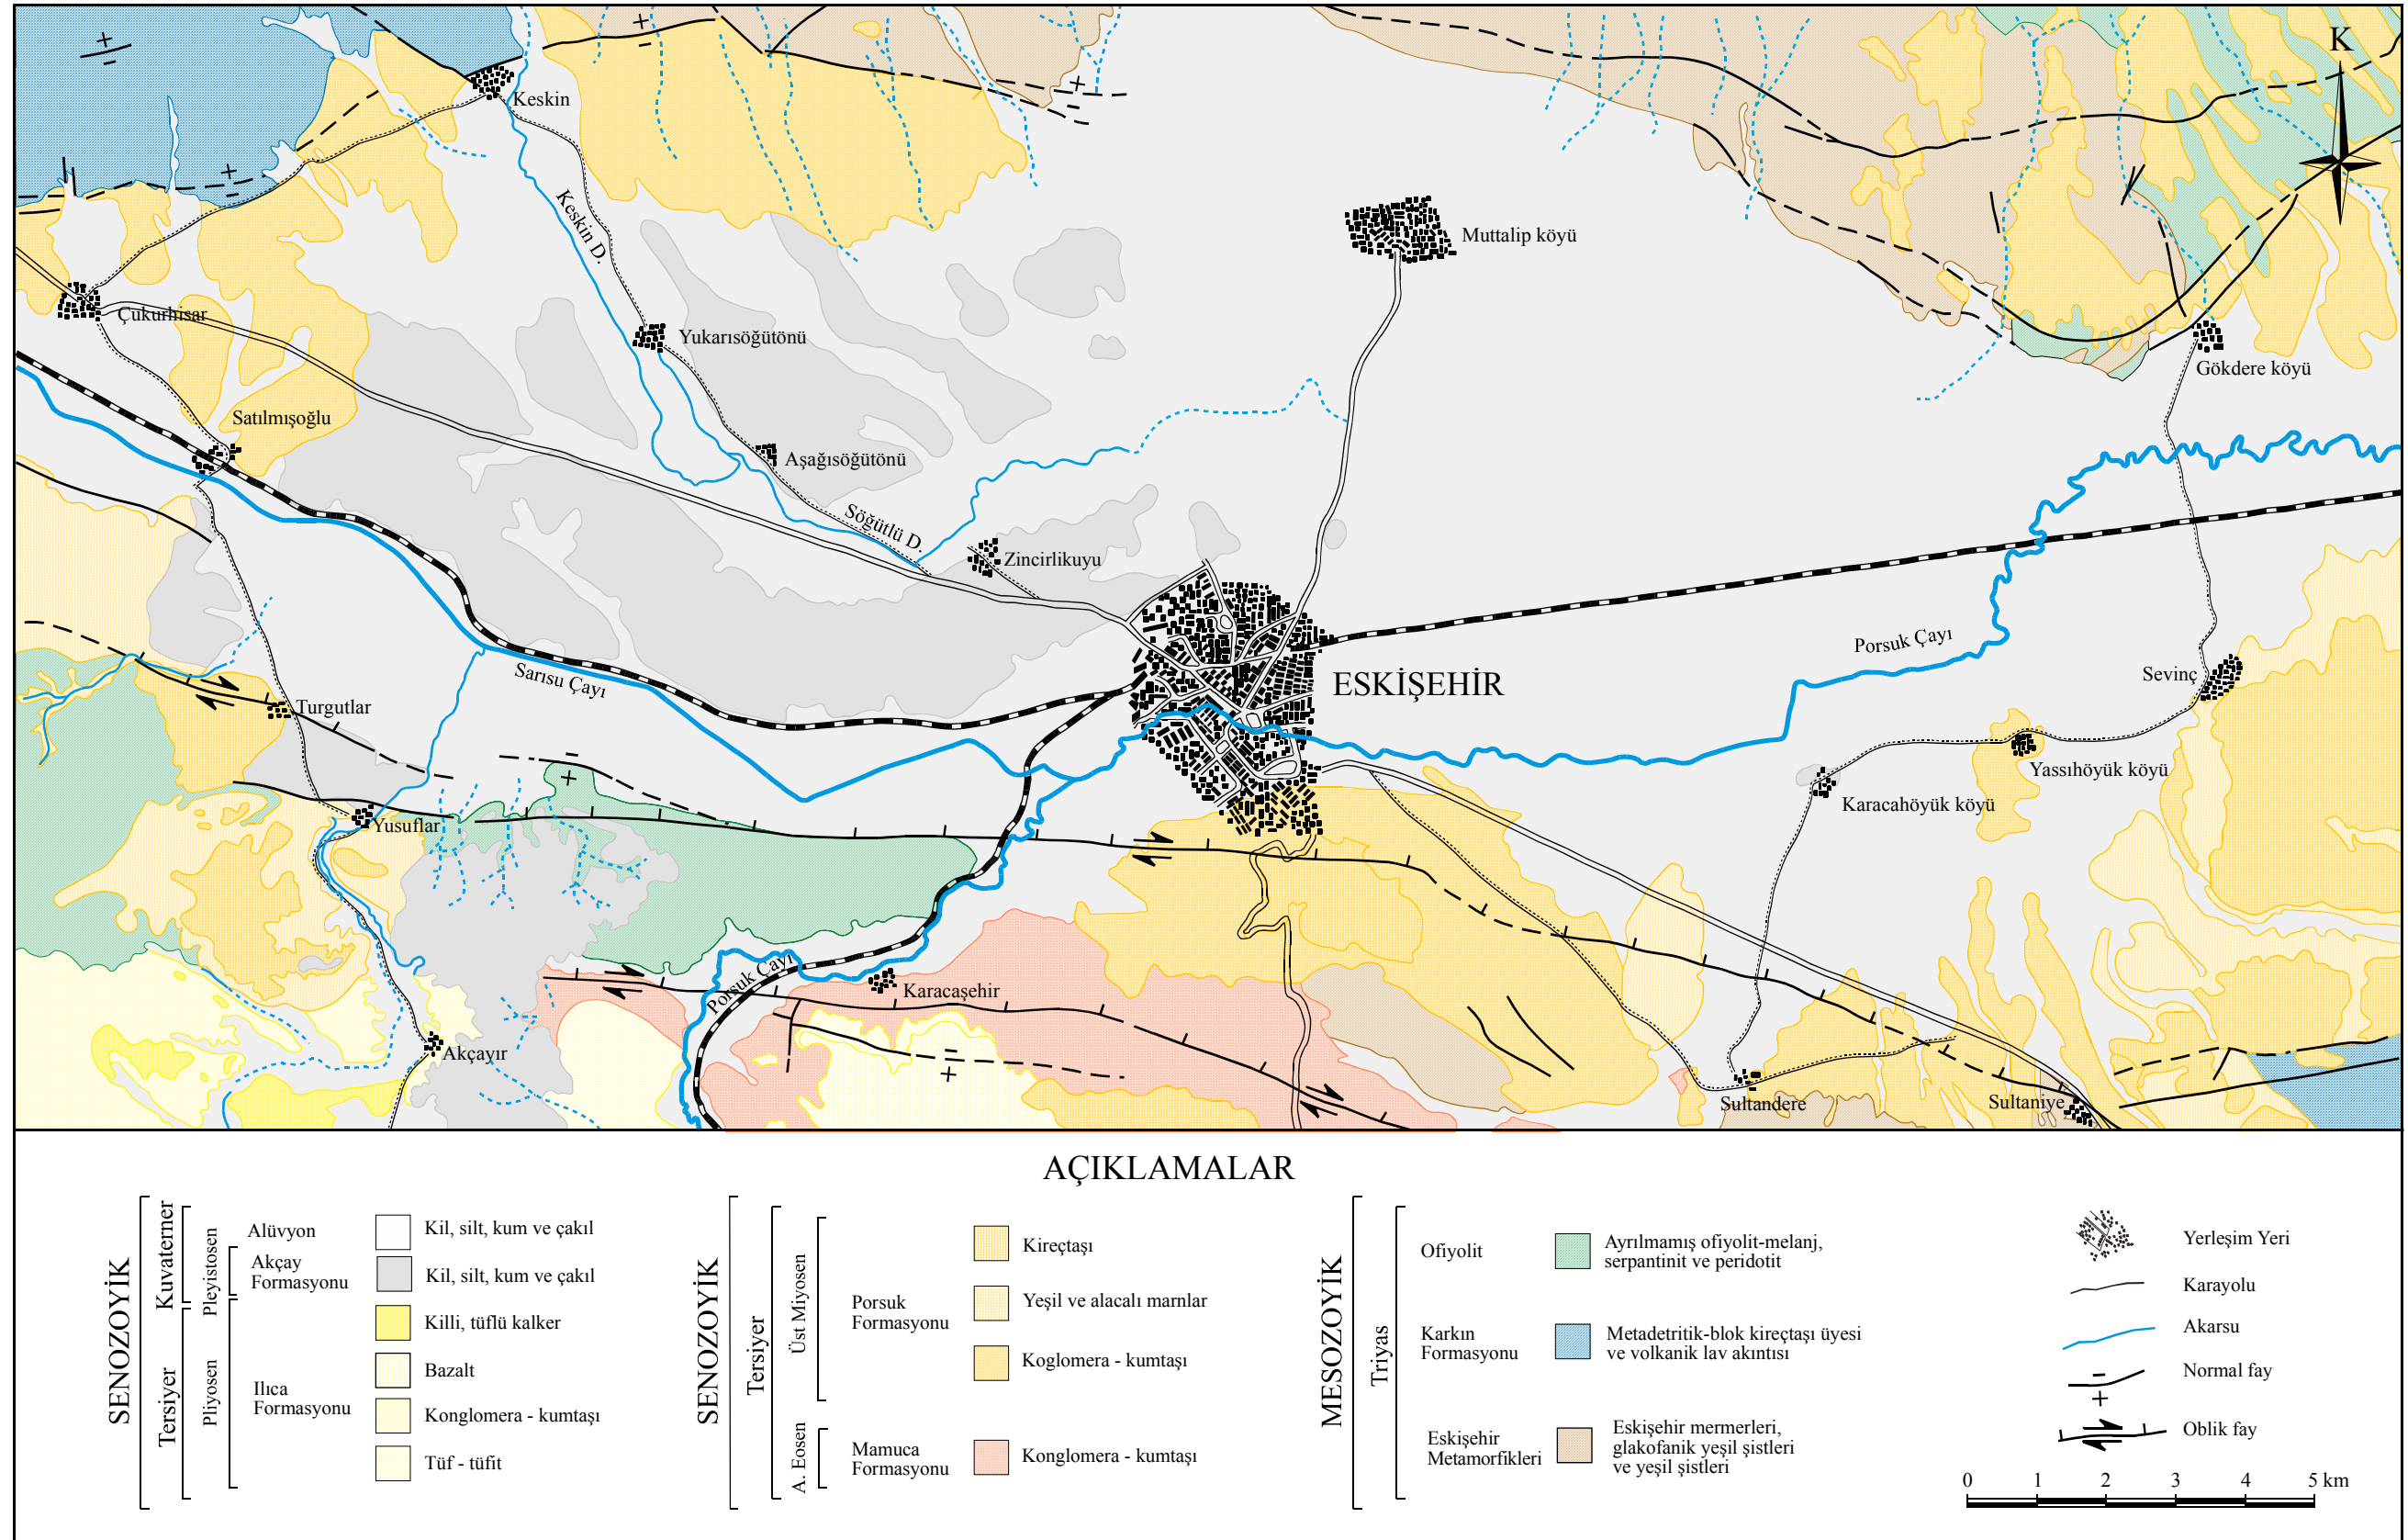 K
Keskin
Keskin D.
Muttalip köyü
Çukurhisar
Yukarısöğütönü
Gökdere köyü
Satılmışoğlu
Aşağısöğütönü
Söğütlü D.
Zincirlikuyu
Porsuk Çayı
Sarısu Çayı
ESKİŞEHİR
Sevinç
Turgutlar
Yassıhöyük köyü
Karacahöyük köyü
Yusuflar
Porsuk Çayı
Karacaşehir
Akçayır
Sultandere
Sultaniye
AÇIKLAMALAR
SENOZOYİK
Kuvaterner
Tersiyer
Pleyistosen
Pliyosen
Alüvyon
Kil, silt, kum ve çakıl
Akçay
Formasyonu
Kil, silt, kum ve çakıl
Ilıca
Formasyonu
Killi, tüflü kalker
Bazalt
Konglomera - kumtaşı
Tüf - tüfit
SENOZOYİK
Tersiyer
Üst Miyosen
A. Eosen
Porsuk
Formasyonu
Kireçtaşı
Yeşil ve alacalı marnlar
Koglomera - kumtaşı
Mamuca
Formasyonu
Konglomera - kumtaşı
MESOZOYİK
Triyas
Ofiyolit
Ayrılmamış ofiyolit-melanj,
serpantinit ve peridotit
Karkın
Formasyonu
Metadetritik-blok kireçtaşı üyesi
ve volkanik lav akıntısı
Eskişehir
Metamorfikleri
Eskişehir mermerleri,
glakofanik yeşil şistleri
ve yeşil şistleri
Yerleşim Yeri
Karayolu
Akarsu
Normal fay
Oblik fay
0 1 2 3 4 5 km